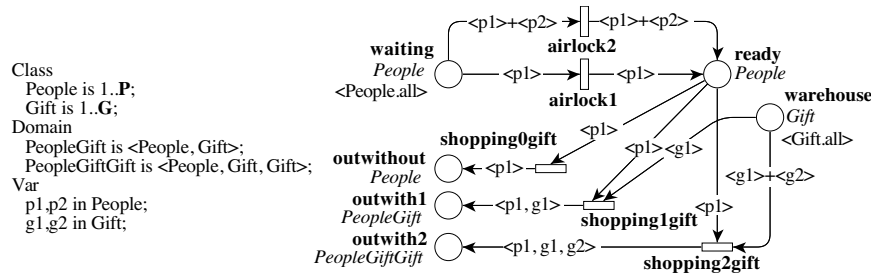 Class
People is 1..P;
Gift is 1..G;
Domain
PeopleGift is <People, Gift>;
PeopleGiftGift is <People, Gift, Gift>;
Var
p1,p2 in People;
g1,g2 in Gift;
<p1>+<p2>
<p1>+<p2>
airlock2
waiting
People
<People.all>
<p1>
<p1>
airlock1
ready
People
warehouse
Gift
<Gift.all>
<p1>
shopping0gift
<p1>
outwithout
People
<p1>
<g1>
<g1>+<g2>
<p1, g1>
shopping1gift
outwith1
PeopleGift
<p1>
outwith2
PeopleGiftGift
<p1, g1, g2>
shopping2gift